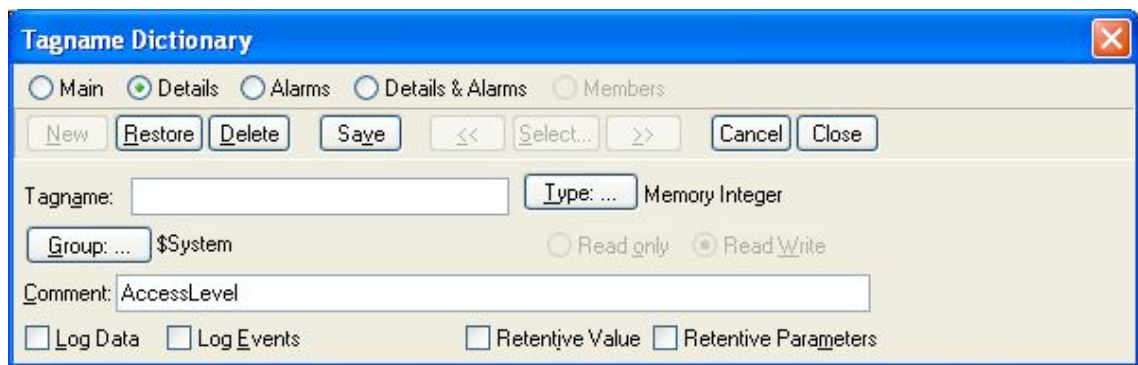 Tagname Dictionary
Main Details Alarms Details & Alarms Members
New Restore Delete Save << Select... >> Cancel Close
Tagname: Type: ... Memory Integer
Group: ... $System Read only Read Write
Comment: AccessLevel
Log Data Log Events Retentive Value Retentive Parameters